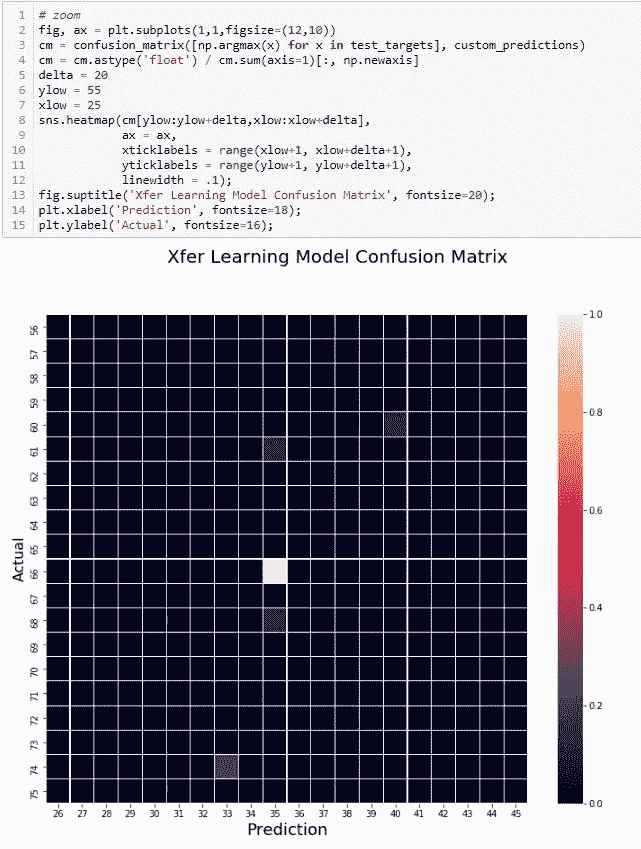 1 # zoom
2 fig, ax = plt.subplots(1,1,figsize=(12,10))
3 cm = confusion_matrix([np.argmax(x) for x in test_targets], custom_predictions)
4 cm = cm.astype('float') / cm.sum(axis=1)[:, np.newaxis]
5 delta = 20
6 ylow = 55
7 xlow = 25
8 sns.heatmap(cm[ylow:ylow+delta,xlow:xlow+delta],
9 ax = ax,
10 xticklabels = range(xlow+1, xlow+delta+1),
11 yticklabels = range(ylow+1, ylow+delta+1),
12 linewidth = .1);
13 fig.suptitle('Xfer Learning Model Confusion Matrix', fontsize=20);
14 plt.xlabel('Prediction', fontsize=18);
15 plt.ylabel('Actual', fontsize=16);
Xfer Learning Model Confusion Matrix
Actual
56
57
58
59
60
61
62
63
64
65
66
67
68
69
70
71
72
73
74
75
26 27 28 29 30 31 32 33 34 35 36 37 38 39 40 41 42 43 44 45
Prediction
1.0
0.8
0.6
0.4
0.2
0.0